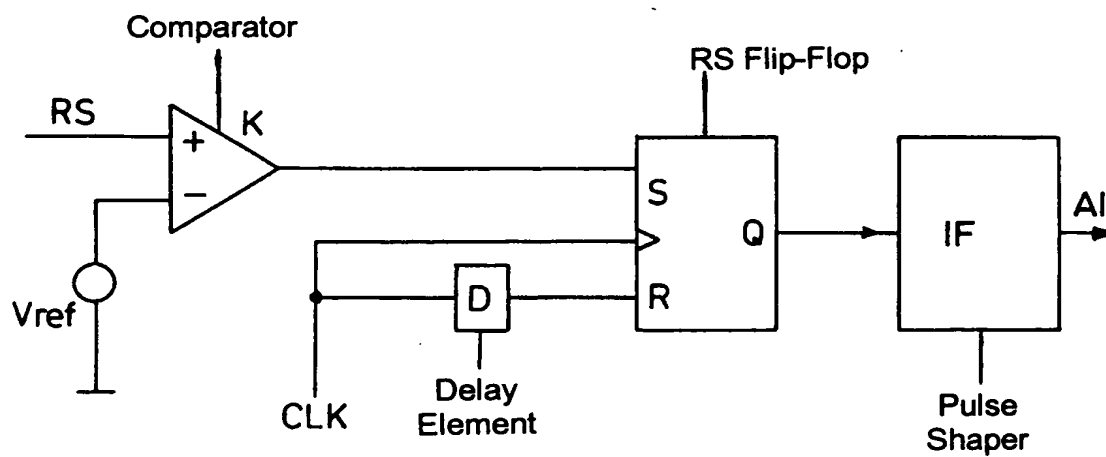 Comparator
RS Flip-Flop
RS
K
+
−
S
Q
IF
AI
D
R
Vref
CLK
Delay
Element
Pulse
Shaper